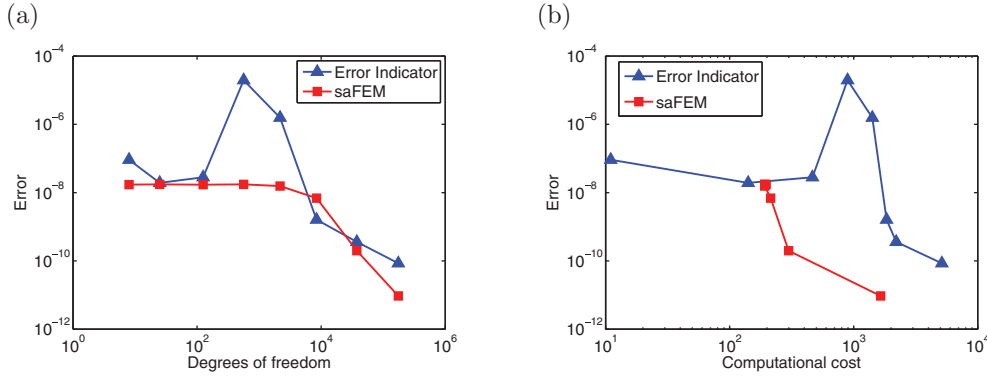 (a)
10^-4
10^-6
10^-8
10^-10
10^-12
Error
Error Indicator
saFEM
10^0
10^2
10^4
10^6
Degrees of freedom
(b)
10^-4
10^-6
10^-8
10^-10
10^-12
Error
Error Indicator
saFEM
10^1
10^2
10^3
10^4
Computational cost